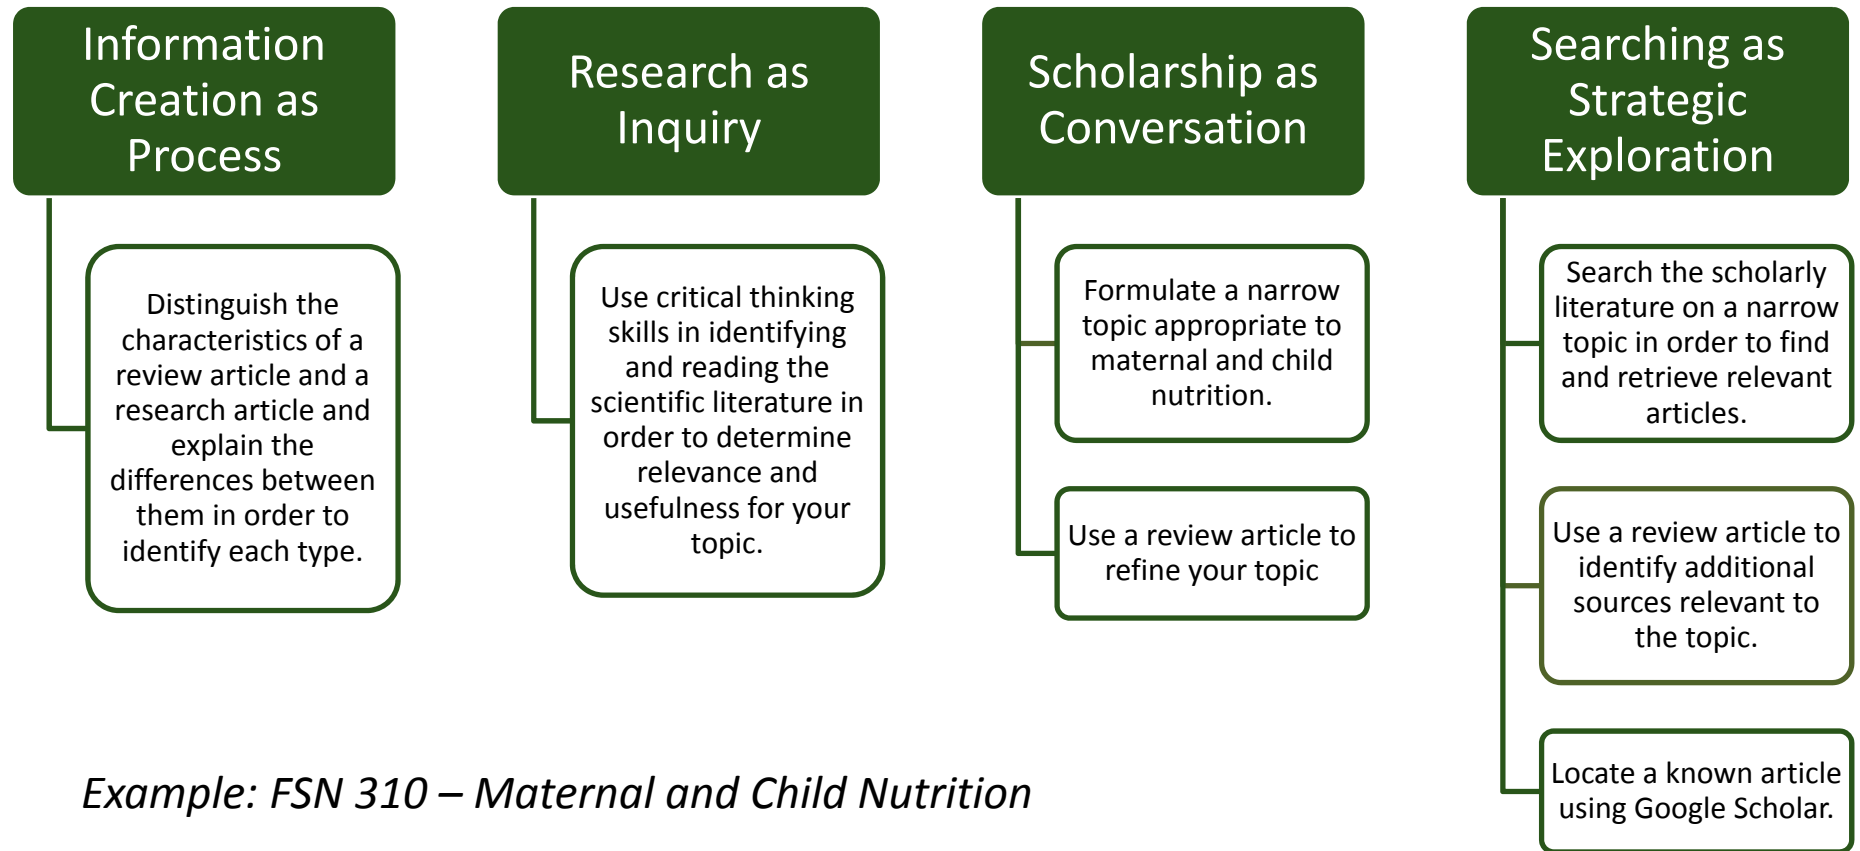 Information
Creation as
Process
Distinguish the
characteristics of a
review article and a
research article and
explain the
differences between
them in order to
identify each type.
Research as
Inquiry
Use critical thinking
skills in identifying
and reading the
scientific literature in
order to determine
relevance and
usefulness for your
topic.
Scholarship as
Conversation
Formulate a narrow
topic appropriate to
maternal and child
nutrition.
Use a review article to
refine your topic
Searching as
Strategic
Exploration
Search the scholarly
literature on a narrow
topic in order to find
and retrieve relevant
articles.
Use a review article to
identify additional
sources relevant to
the topic.
Locate a known article
using Google Scholar.
Example: FSN 310 – Maternal and Child Nutrition